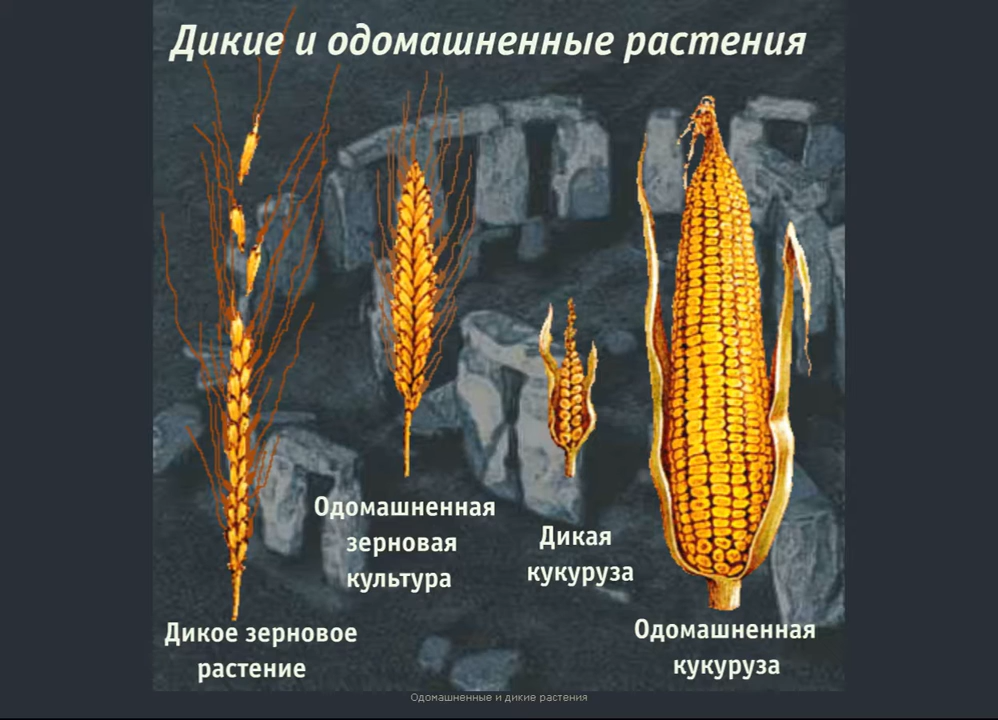 Дикие и одомашненные растения
Одомашненная
зерновая
культура
Дикая
кукуруза
Дикое зерновое
растение
Одомашненная
кукуруза
Одомашненные и дикие растения